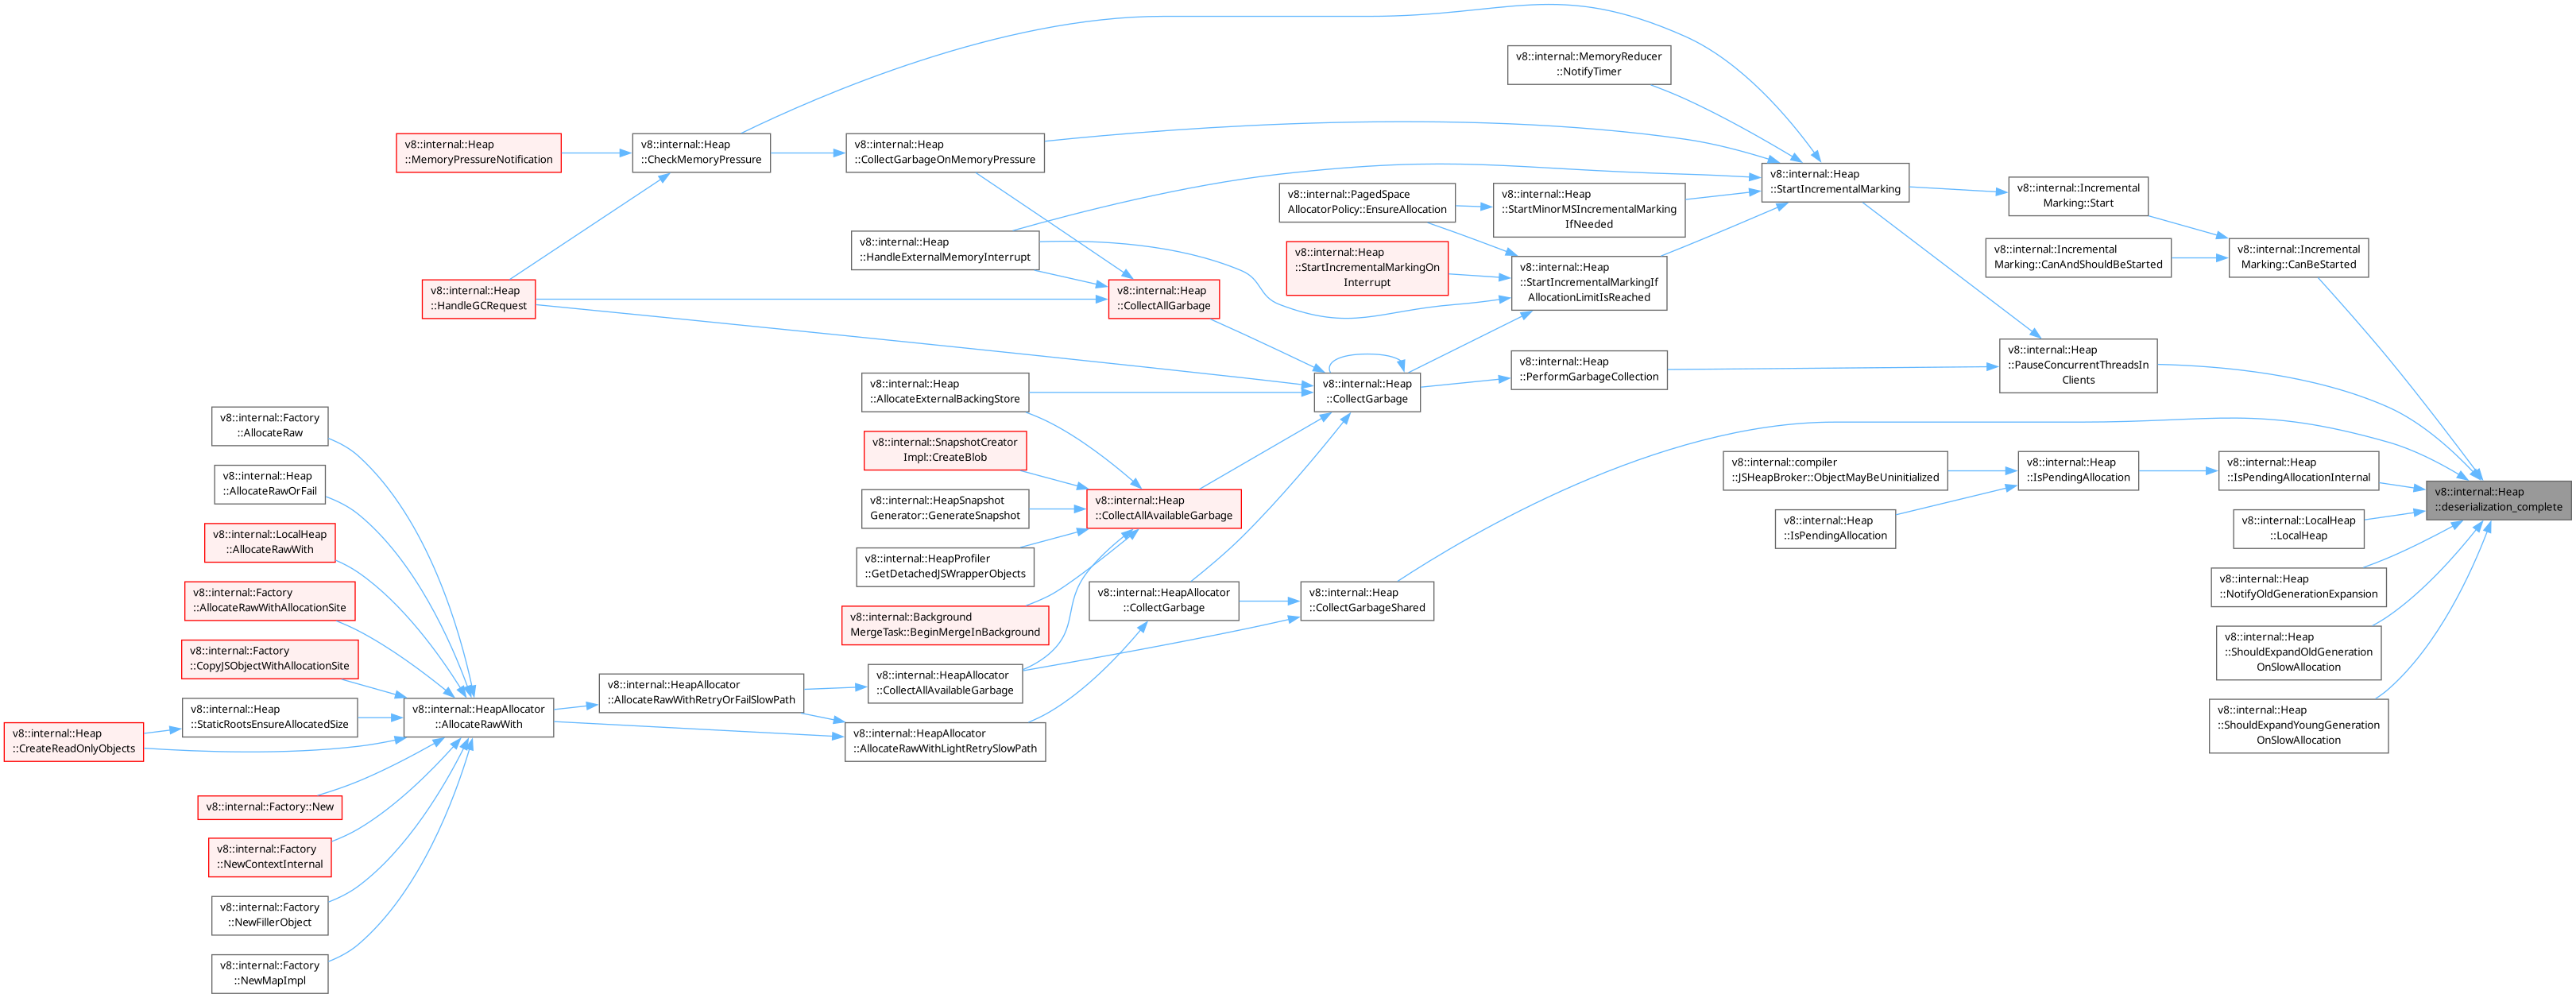 v8::internal::MemoryReducer
::NotifyTimer
v8::internal::Heap
::MemoryPressureNotification
v8::internal::Heap
::CheckMemoryPressure
v8::internal::Heap
::CollectGarbageOnMemoryPressure
v8::internal::Heap
::StartIncrementalMarking
v8::internal::PagedSpace
AllocatorPolicy::EnsureAllocation
v8::internal::Heap
::StartMinorMSIncrementalMarking
IfNeeded
v8::internal::Incremental
Marking::Start
v8::internal::Heap
::HandleExternalMemoryInterrupt
v8::internal::Heap
::StartIncrementalMarkingOn
Interrupt
v8::internal::Heap
::StartIncrementalMarkingIf
AllocationLimitIsReached
v8::internal::Incremental
Marking::CanAndShouldBeStarted
v8::internal::Incremental
Marking::CanBeStarted
v8::internal::Heap
::HandleGCRequest
v8::internal::Heap
::CollectAllGarbage
v8::internal::Heap
::PerformGarbageCollection
v8::internal::Heap
::PauseConcurrentThreadsIn
Clients
v8::internal::Heap
::AllocateExternalBackingStore
v8::internal::Heap
::CollectGarbage
v8::internal::Factory
::AllocateRaw
v8::internal::SnapshotCreator
Impl::CreateBlob
v8::internal::compiler
::JSHeapBroker::ObjectMayBeUninitialized
v8::internal::Heap
::IsPendingAllocation
v8::internal::Heap
::IsPendingAllocationInternal
v8::internal::Heap
::AllocateRawOrFail
v8::internal::HeapSnapshot
Generator::GenerateSnapshot
v8::internal::Heap
::CollectAllAvailableGarbage
v8::internal::Heap
::deserialization_complete
v8::internal::Heap
::IsPendingAllocation
v8::internal::LocalHeap
::LocalHeap
v8::internal::LocalHeap
::AllocateRawWith
v8::internal::HeapProfiler
::GetDetachedJSWrapperObjects
v8::internal::Factory
::AllocateRawWithAllocationSite
v8::internal::HeapAllocator
::CollectGarbage
v8::internal::Heap
::CollectGarbageShared
v8::internal::Heap
::NotifyOldGenerationExpansion
v8::internal::Background
MergeTask::BeginMergeInBackground
v8::internal::Factory
::CopyJSObjectWithAllocationSite
v8::internal::Heap
::ShouldExpandOldGeneration
OnSlowAllocation
v8::internal::HeapAllocator
::AllocateRawWithRetryOrFailSlowPath
v8::internal::HeapAllocator
::CollectAllAvailableGarbage
v8::internal::Heap
::StaticRootsEnsureAllocatedSize
v8::internal::HeapAllocator
::AllocateRawWith
v8::internal::Heap
::CreateReadOnlyObjects
v8::internal::HeapAllocator
::AllocateRawWithLightRetrySlowPath
v8::internal::Heap
::ShouldExpandYoungGeneration
OnSlowAllocation
v8::internal::Factory::New
v8::internal::Factory
::NewContextInternal
v8::internal::Factory
::NewFillerObject
v8::internal::Factory
::NewMapImpl